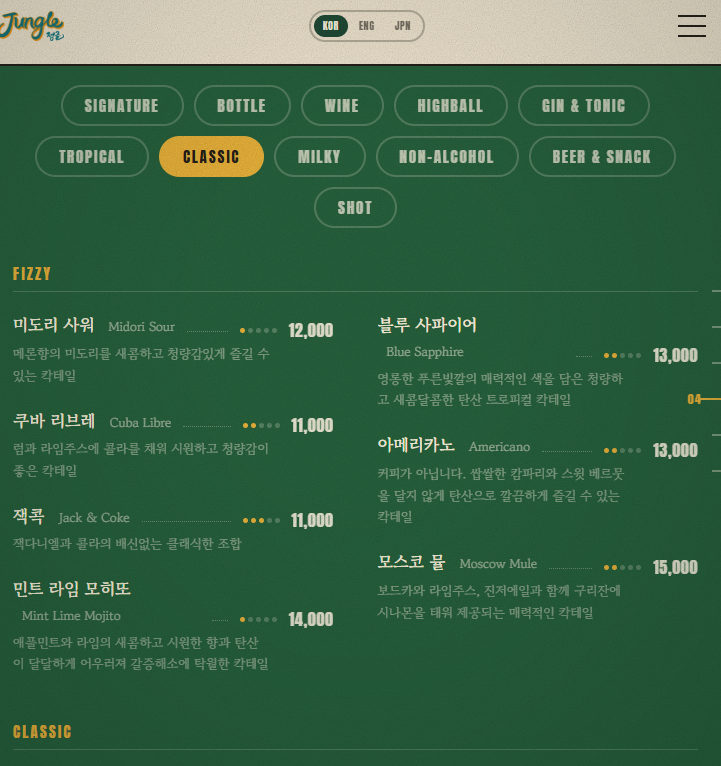 Jungle
정글
KOR ENG JPN
SIGNATURE BOTTLE WINE HIGHBALL GIN & TONIC
TROPICAL CLASSIC MILKY NON-ALCOHOL BEER & SNACK
SHOT
FIZZY
미도리 사워 Midori Sour 12,000
메론향의 미도리를 새콤하고 청량감있게 즐길 수
있는 칵테일
쿠바 리브레 Cuba Libre 11,000
럼과 라임주스에 콜라를 채워 시원하고 청량감이
좋은 칵테일
잭콕 Jack & Coke 11,000
잭다니엘과 콜라의 배신없는 클래식한 조합
민트 라임 모히또
Mint Lime Mojito 14,000
애플민트와 라임의 새콤하고 시원한 향과 탄산
이 달달하게 어우러져 갈증해소에 탁월한 칵테일
블루 사파이어
Blue Sapphire 13,000
영롱한 푸른빛깔의 매력적인 색을 담은 청량하
고 새콤달콤한 탄산 트로피컬 칵테일
04
아메리카노 Americano 13,000
커피가 아닙니다. 쌉쌀한 캄파리와 스윗 베르뭇
을 달지 않게 탄산으로 깔끔하게 즐길 수 있는
칵테일
모스코 뮬 Moscow Mule 15,000
보드카와 라임주스, 진저에일과 함께 구리잔에
시나몬을 태워 제공되는 매력적인 칵테일
CLASSIC